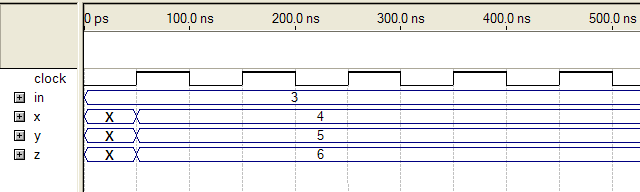 0 ps 100.0 ns 200.0 ns 300.0 ns 400.0 ns 500.0 ns
clock
in 3
x X 4
y X 5
z X 6